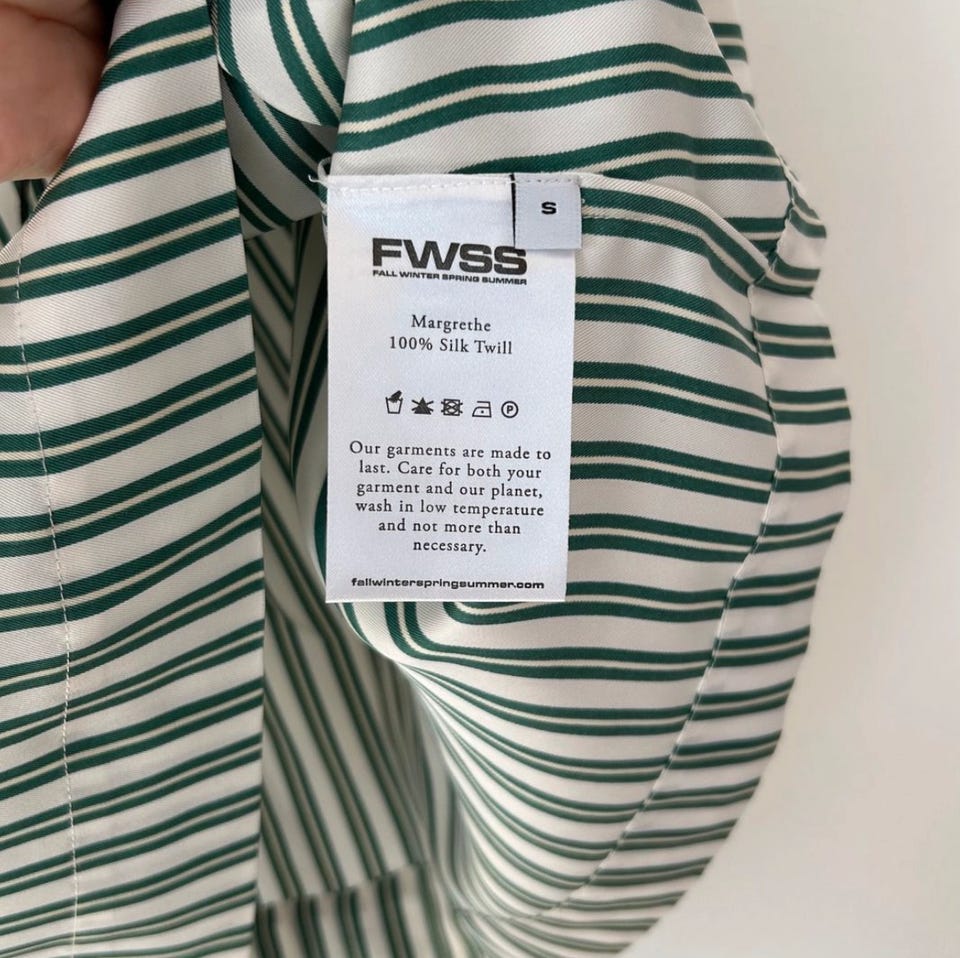 S
FWSS
FALL WINTER SPRING SUMMER
Margrethe
100% Silk Twill
P
Our garments are made to
last. Care for both your
garment and our planet,
wash in low temperature
and not more than
necessary.
fallwinterspringsummer.com